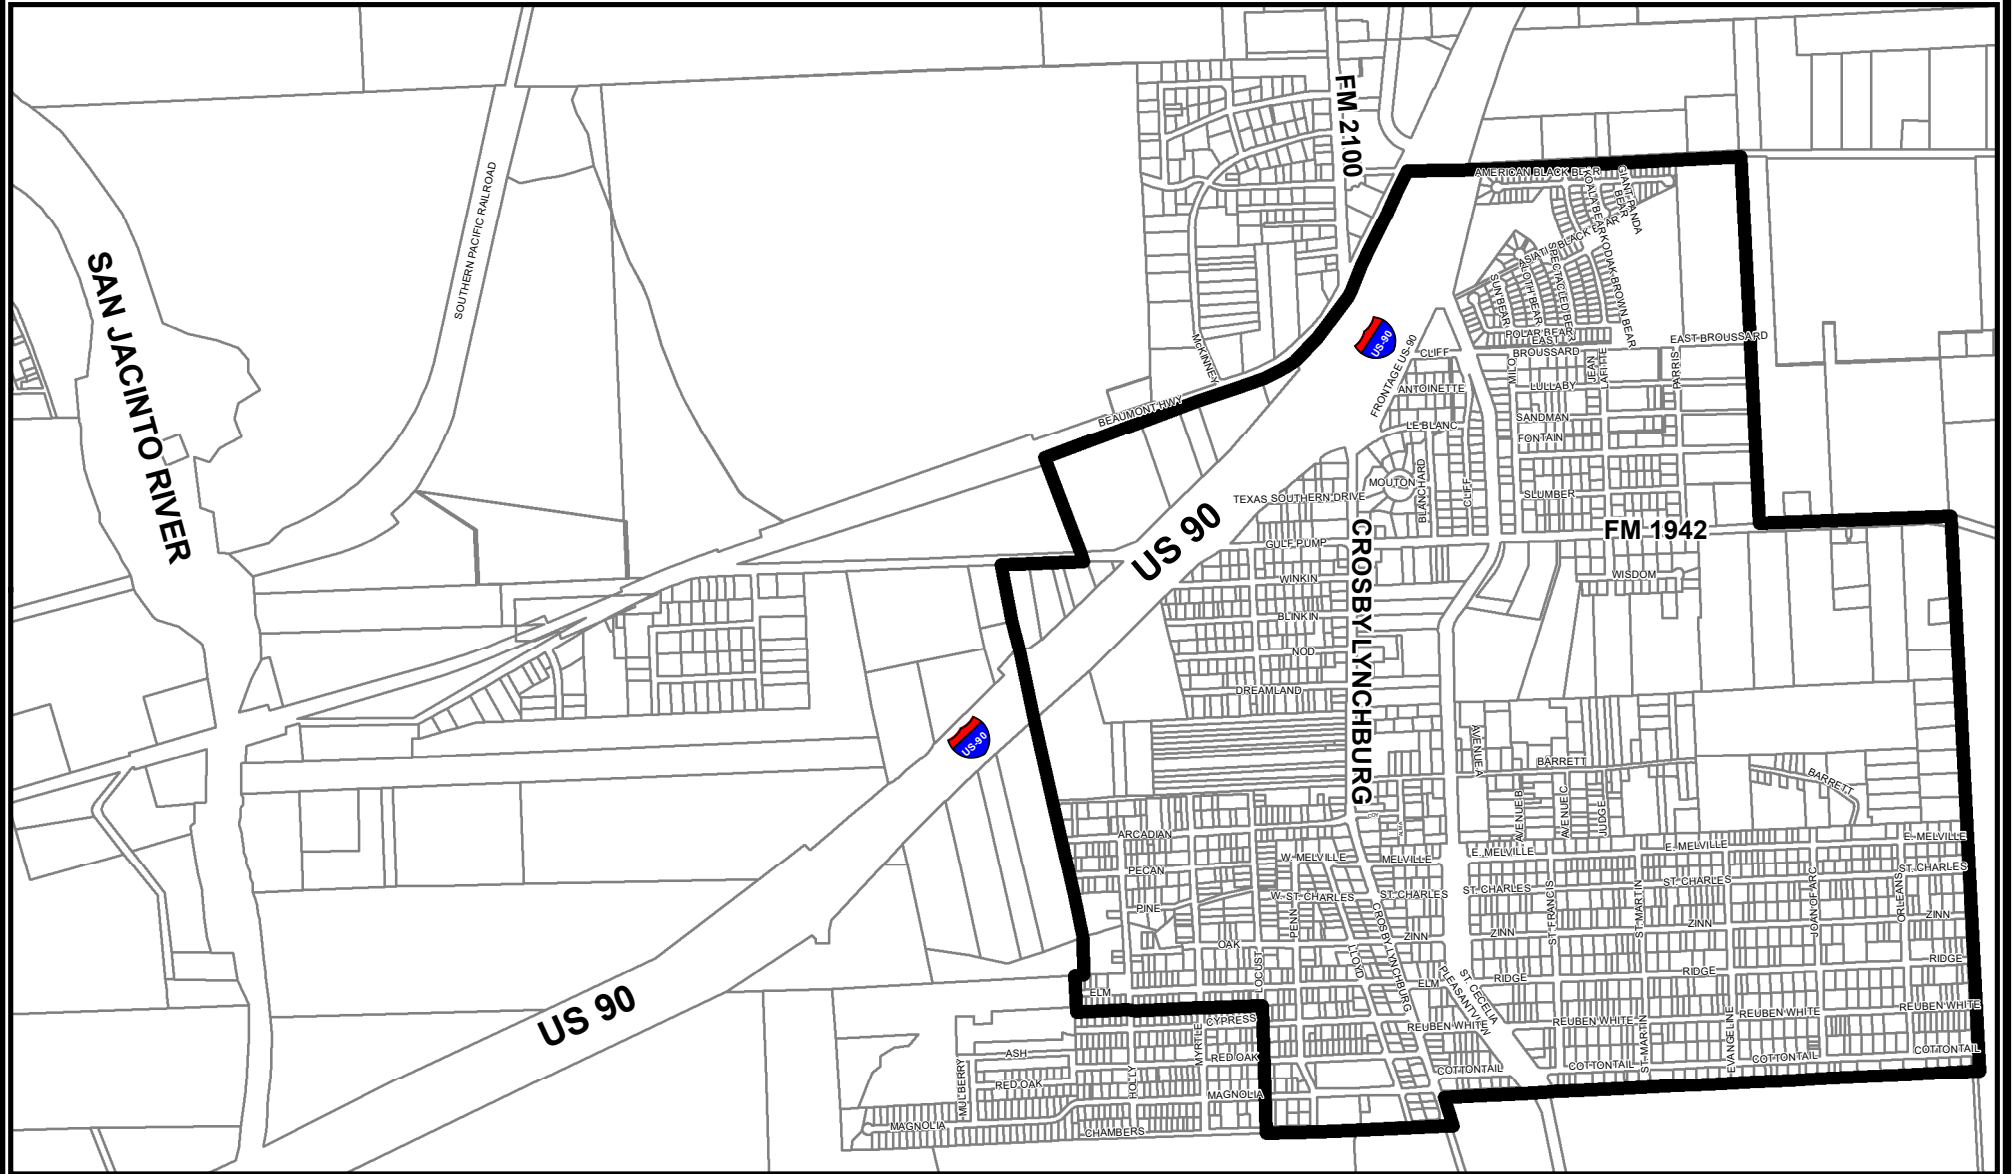 FM 2100
AMERICAN BLACK BEAR
KOALA BEAR
GIANT PANDA
BEAR
SOUTHERN PACIFIC RAILROAD
ASIATIC BLACK BEAR
SAN JACINTO RIVER
SUN BEAR
SLOTH BEAR
SPECTACLED BEAR
KODIAK BROWN BEAR
US-90
POLAR BEAR
EAST
BROUSSARD
EAST BROUSSARD
McKINNEY
FRONTAGE US-90
CLIFF
MILO
JEAN
LAFITTE
PARRIS
ANTOINETTE
LULLABY
BEAUMONT HWY
SANDMAN
LE BLANC
FONTAIN
MOUTON
BLANCHARD
CLIFF
SLUMBER
TEXAS SOUTHERN DRIVE
US 90
FM 1942
GULF PUMP
CROSBY LYNCHBURG
WINKIN
WISDOM
BLINKIN
NOD
DREAMLAND
US-90
AVENUE A
BARRETT
BARRETT
AVENUE B
AVENUE C
JUDGE
COY
ALMA
ARCADIAN
E. MELVILLE
E. MELVILLE
E. MELVILLE
W. MELVILLE
MELVILLE
PECAN
ST. CHARLES
ST. CHARLES
ST. CHARLES
W. ST. CHARLES
ST. CHARLES
PINE
PENN
CROSBY LYNCHBURG
ST. FRANCIS
ST. MARTIN
JOAN OF ARC
ORLEANS
ZINN
ZINN
ZINN
ZINN
OAK
LOCUST
LLOYD
RIDGE
RIDGE
RIDGE
ELM
ELM
PLEASANTVIEW
ST. CECELIA
US 90
CYPRESS
REUBEN WHITE
REUBEN WHITE
REUBEN WHITE
REUBEN WHITE
MYRTLE
ST. MARTIN
EVANGELINE
ASH
RED OAK
COTTONTAIL
COTTONTAIL
COTTONTAIL
COTTONTAIL
MULBERRY
RED OAK
HOLLY
MAGNOLIA
MAGNOLIA
CHAMBERS